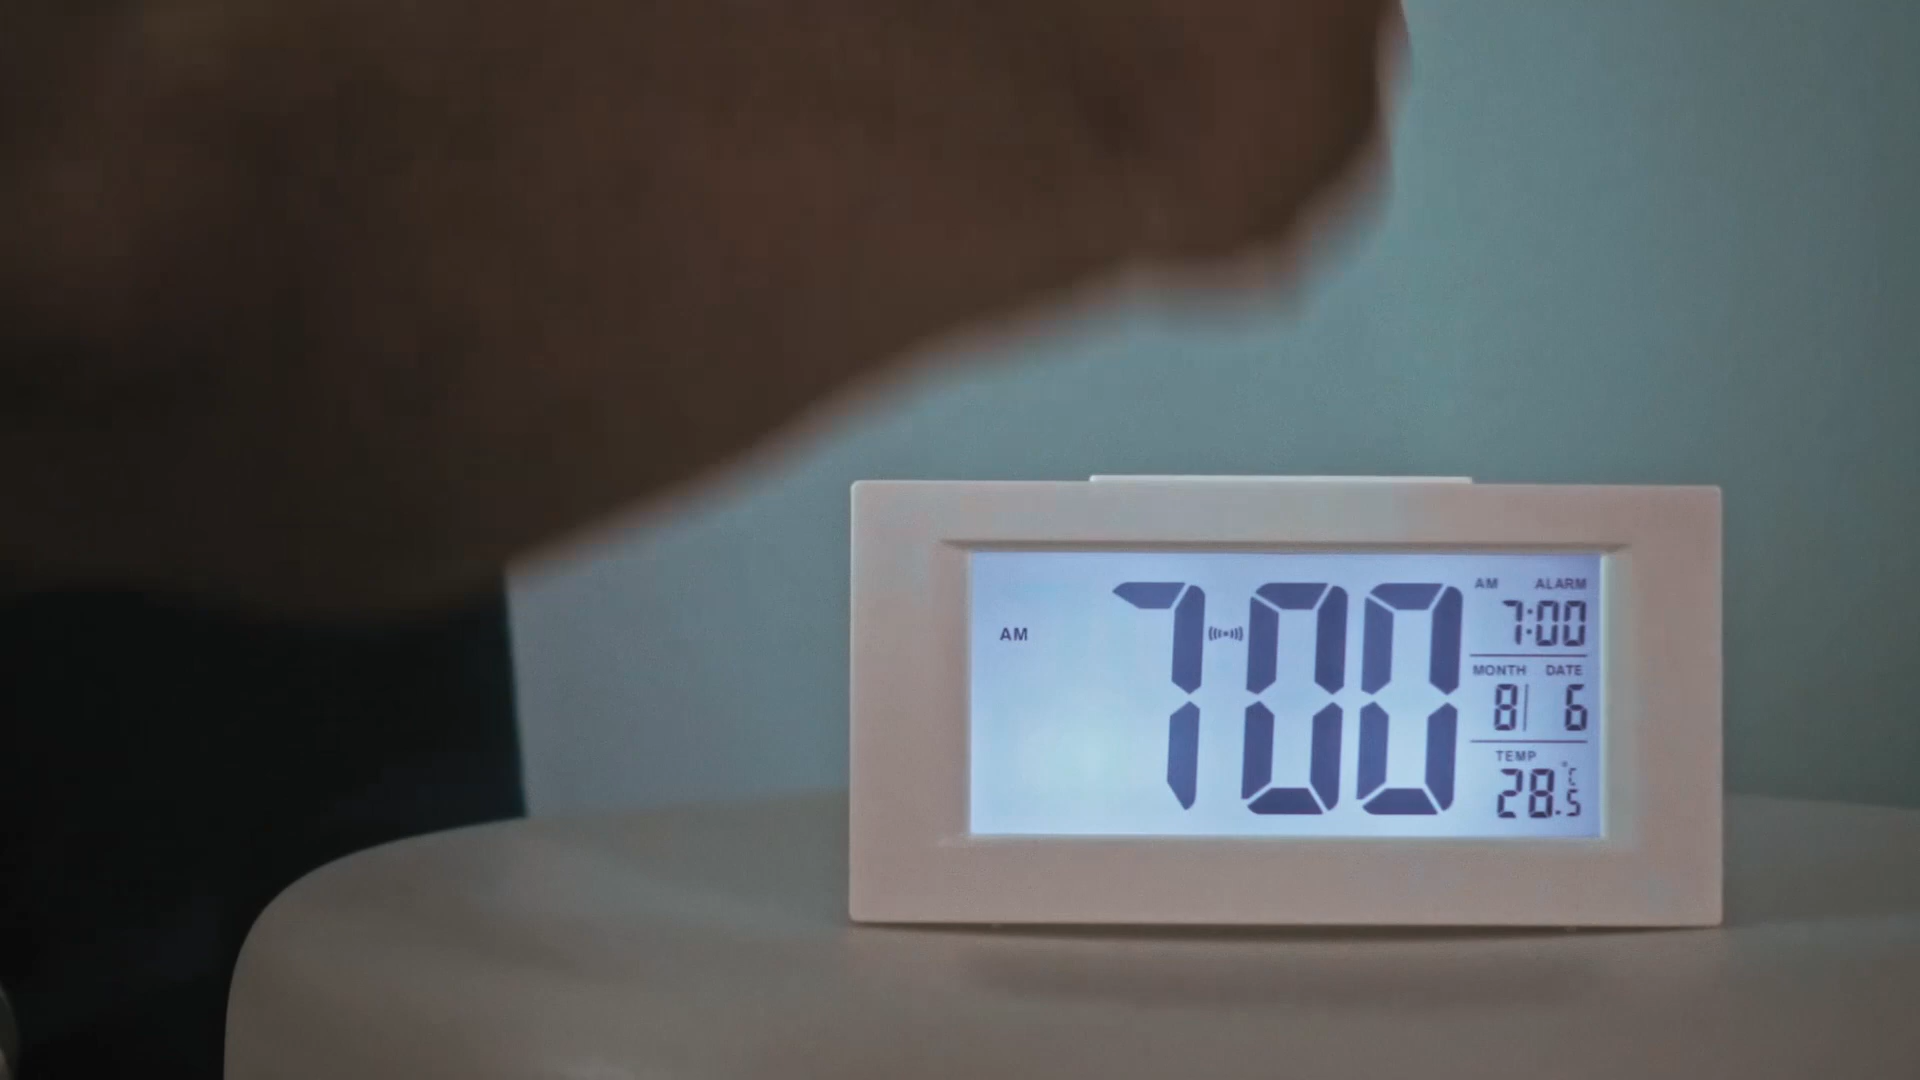 AM 7:00
AM ALARM
7:00
MONTH DATE
8| 6
TEMP
28.5 °C